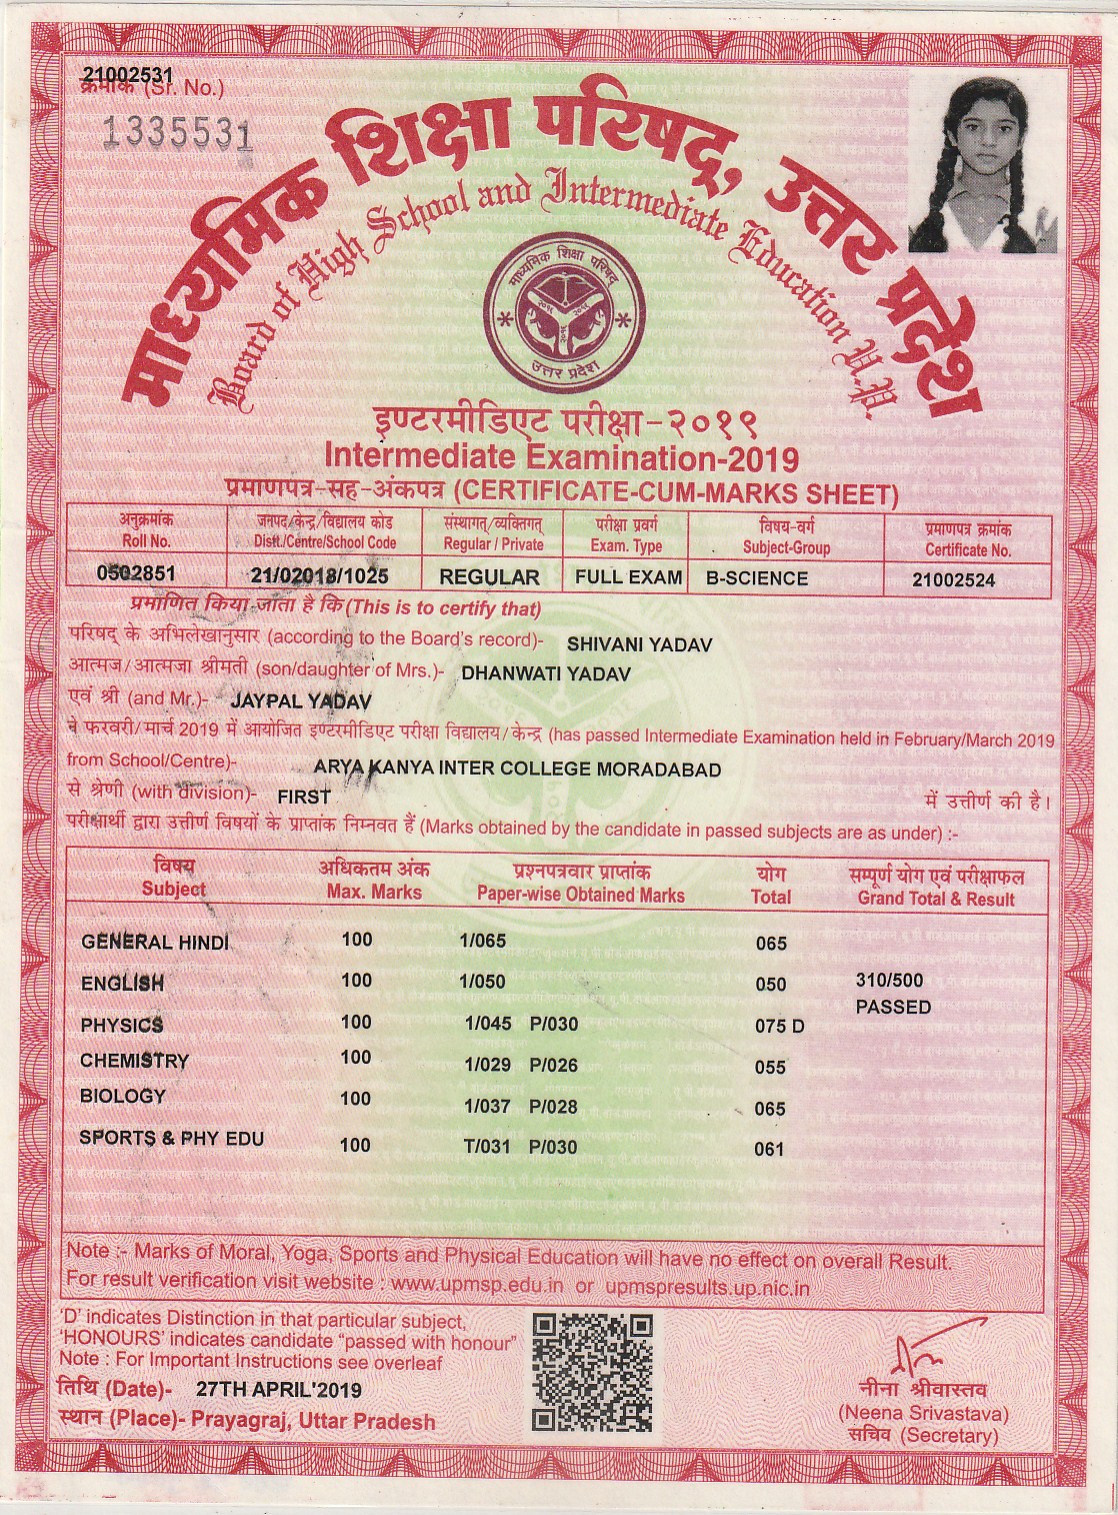 21002531
क्रमांक (Sr. No.)
1335531
माध्यमिक शिक्षा परिषद्, उत्तर प्रदेश
Board of High School and Intermediate Education U.P.
माध्यमिक शिक्षा परिषद्
उत्तर प्रदेश
इण्टरमीडिएट परीक्षा-२०१९
Intermediate Examination-2019
प्रमाणपत्र-सह-अंकपत्र (CERTIFICATE-CUM-MARKS SHEET)
अनुक्रमांक जनपद/केन्द्र/विद्यालय कोड संस्थागत्/व्यक्तिगत् परीक्षा प्रवर्ग विषय-वर्ग प्रमाणपत्र क्रमांक
Roll No. Distt./Centre/School Code Regular / Private Exam. Type Subject-Group Certificate No.
0502851 21/02018/1025 REGULAR FULL EXAM B-SCIENCE 21002524
प्रमाणित किया जाता है कि (This is to certify that)
परिषद् के अभिलेखानुसार (according to the Board's record)- SHIVANI YADAV
आत्मज/आत्मजा श्रीमती (son/daughter of Mrs.)- DHANWATI YADAV
एवं श्री (and Mr.)- JAYPAL YADAV
ने फरवरी/मार्च 2019 में आयोजित इण्टरमीडिएट परीक्षा विद्यालय/केन्द्र (has passed Intermediate Examination held in February/March 2019
from School/Centre)- ARYA KANYA INTER COLLEGE MORADABAD
से श्रेणी (with division)- FIRST में उत्तीर्ण की है।
परीक्षार्थी द्वारा उत्तीर्ण विषयों के प्राप्तांक निम्नवत हैं (Marks obtained by the candidate in passed subjects are as under) :-
विषय अधिकतम अंक प्रश्नपत्रवार प्राप्तांक योग सम्पूर्ण योग एवं परीक्षाफल
Subject Max. Marks Paper-wise Obtained Marks Total Grand Total & Result
GENERAL HINDI 100 1/065 065
ENGLISH 100 1/050 050 310/500
PASSED
PHYSICS 100 1/045 P/030 075 D
CHEMISTRY 100 1/029 P/026 055
BIOLOGY 100 1/037 P/028 065
SPORTS & PHY EDU 100 T/031 P/030 061
Note :- Marks of Moral, Yoga, Sports and Physical Education will have no effect on overall Result.
For result verification visit website : www.upmsp.edu.in or upmspresults.up.nic.in
'D' indicates Distinction in that particular subject,
'HONOURS' indicates candidate "passed with honour"
Note : For Important Instructions see overleaf
तिथि (Date)- 27TH APRIL'2019
स्थान (Place)- Prayagraj, Uttar Pradesh
नीना श्रीवास्तव
(Neena Srivastava)
सचिव (Secretary)